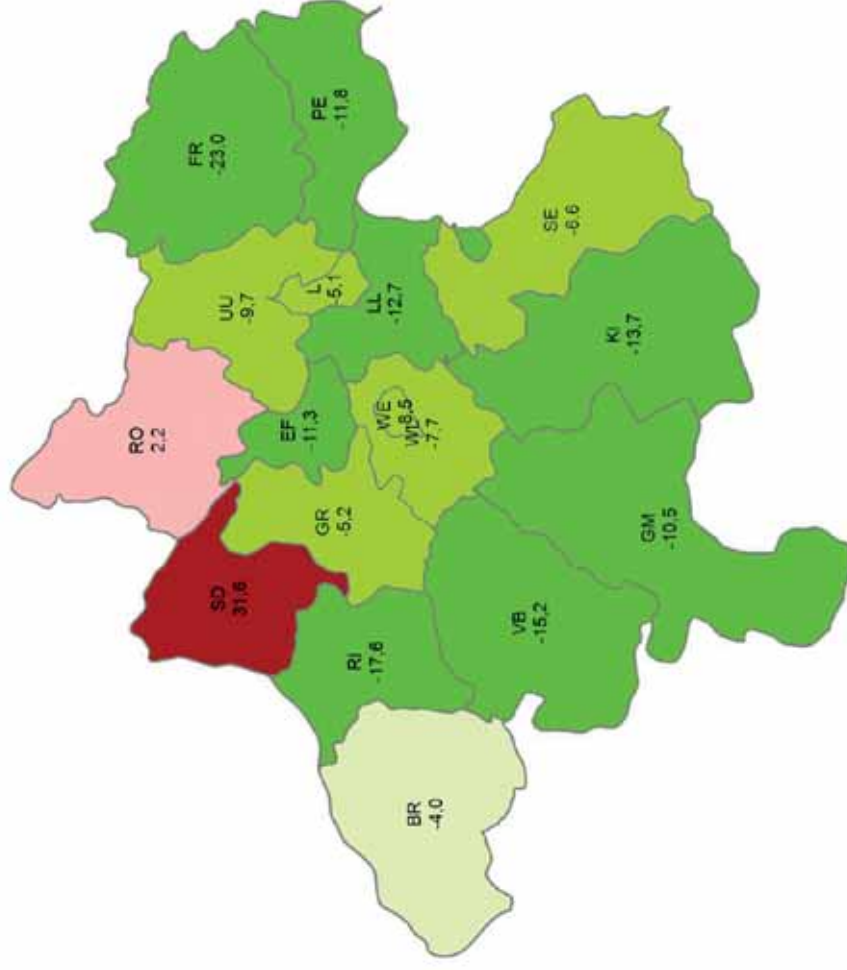 RO
2,2
FR
-23,0
SD
31,6
UU
-9,7
EF
-11,3
L
-5,1
PE
-11,8
GR
-5,2
RI
-17,6
LL
-12,7
WE
-8,5
WL
-7,7
BR
-4,0
VB
-15,2
SE
-6,6
KI
-13,7
GM
-10,5